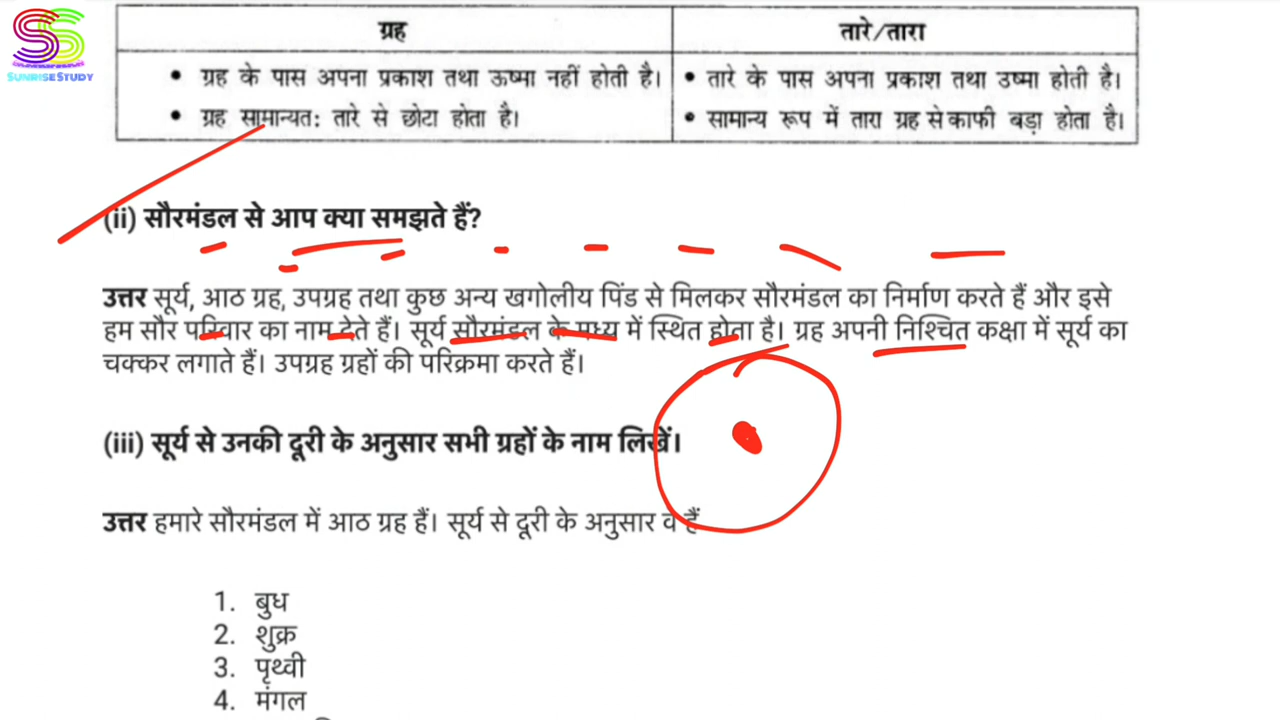 SS
SUNRISESTUDY
ग्रह
तारे/तारा
• ग्रह के पास अपना प्रकाश तथा ऊष्मा नहीं होती है।
• तारे के पास अपना प्रकाश तथा उष्मा होती है।
• ग्रह सामान्यत: तारे से छोटा होता है।
• सामान्य रूप में तारा ग्रह से काफी बड़ा होता है।
(ii) सौरमंडल से आप क्या समझते हैं?
उत्तर सूर्य, आठ ग्रह, उपग्रह तथा कुछ अन्य खगोलीय पिंड से मिलकर सौरमंडल का निर्माण करते हैं और इसे
हम सौर परिवार का नाम देते हैं। सूर्य सौरमंडल के मध्य में स्थित होता है। ग्रह अपनी निश्चित कक्षा में सूर्य का
चक्कर लगाते हैं। उपग्रह ग्रहों की परिक्रमा करते हैं।
(iii) सूर्य से उनकी दूरी के अनुसार सभी ग्रहों के नाम लिखें।
उत्तर हमारे सौरमंडल में आठ ग्रह हैं। सूर्य से दूरी के अनुसार वे हैं
1. बुध
2. शुक्र
3. पृथ्वी
4. मंगल